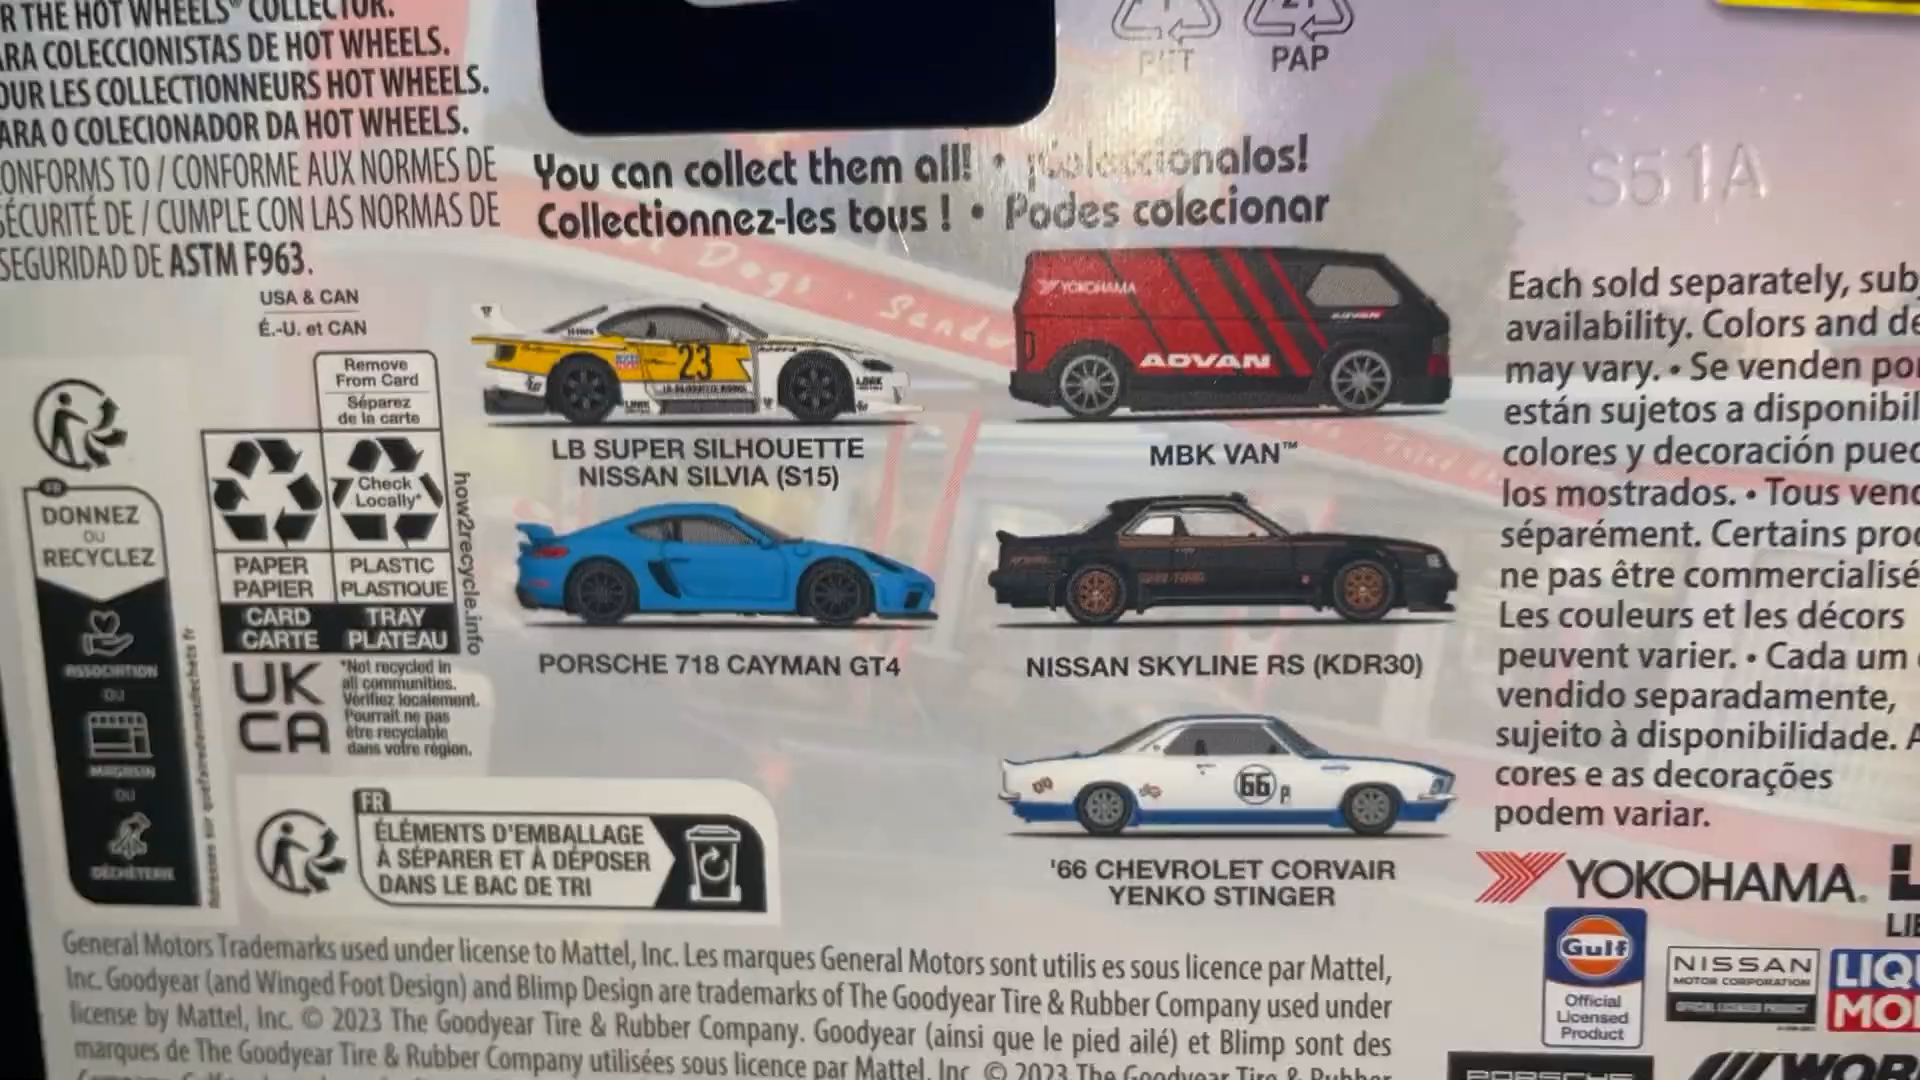 R THE HOT WHEELS® COLLECTOR.
ARA COLECCIONISTAS DE HOT WHEELS.
OUR LES COLLECTIONNEURS HOT WHEELS.
ARA O COLECIONADOR DA HOT WHEELS.
CONFORMS TO / CONFORME AUX NORMES DE
SÉCURITÉ DE / CUMPLE CON LAS NORMAS DE
SEGURIDAD DE ASTM F963.
USA & CAN
É.-U. et CAN
Remove
From Card
Séparez
de la carte
Check
Locally*
PAPER
PAPIER
PLASTIC
PLASTIQUE
CARD
CARTE
TRAY
PLATEAU
how2recycle.info
FR
DONNEZ
OU
RECYCLEZ
ASSOCIATION
OU
MAGASIN
OU
DÉCHÈTERIE
UK
CA
*Not recycled in
all communities.
Vérifiez localement.
Pourrait ne pas
être recyclable
dans votre région.
FR
ÉLÉMENTS D'EMBALLAGE
À SÉPARER ET À DÉPOSER
DANS LE BAC DE TRI
PAP
You can collect them all! • ¡Colecciónalos!
Collectionnez-les tous ! • Podes colecionar
S51A
23
LB SUPER SILHOUETTE
NISSAN SILVIA (S15)
YOKOHAMA
ADVAN
ADVAN
MBK VAN™
PORSCHE 718 CAYMAN GT4
NISSAN SKYLINE RS (KDR30)
66
'66 CHEVROLET CORVAIR
YENKO STINGER
Each sold separately, sub
availability. Colors and de
may vary. • Se venden por
están sujetos a disponibil
colores y decoración pued
los mostrados. • Tous vend
séparément. Certains proc
ne pas être commercialisé
Les couleurs et les décors
peuvent varier. • Cada um
vendido separadamente,
sujeito à disponibilidade. A
cores e as decorações
podem variar.
YOKOHAMA.
LIB
Gulf
Official
Licensed
Product
NISSAN
MOTOR CORPORATION
LIQU
MOL
PORSCHE
WOR
General Motors Trademarks used under license to Mattel, Inc. Les marques General Motors sont utilis es sous licence par Mattel,
Inc. Goodyear (and Winged Foot Design) and Blimp Design are trademarks of The Goodyear Tire & Rubber Company used under
license by Mattel, Inc. © 2023 The Goodyear Tire & Rubber Company. Goodyear (ainsi que le pied ailé) et Blimp sont des
marques de The Goodyear Tire & Rubber Company utilisées sous licence par Mattel, Inc. © 2023 The Goodyear Tire & Rubber